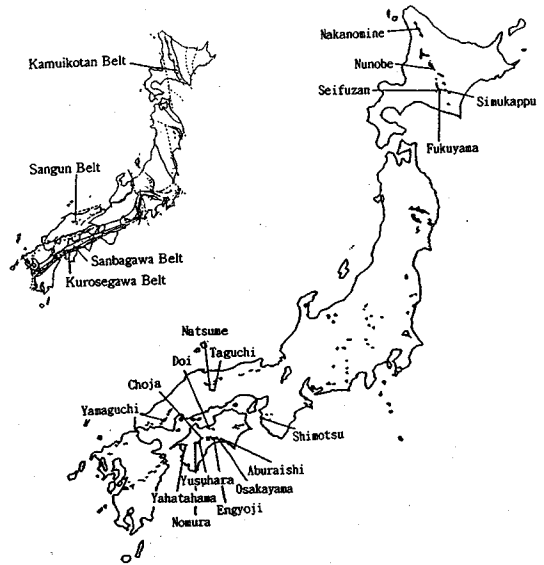 Kamuikotan Belt
Sangun Belt
Sanbagawa Belt
Kurosegawa Belt
Nakanomine
Nunobe
Seifuzan
Simukappu
Fukuyama
Natsume
Doi
Taguchi
Choja
Yamaguchi
Shimotsu
Aburaishi
Yusuhara
Osakayama
Yahatahama
Engyoji
Nomura